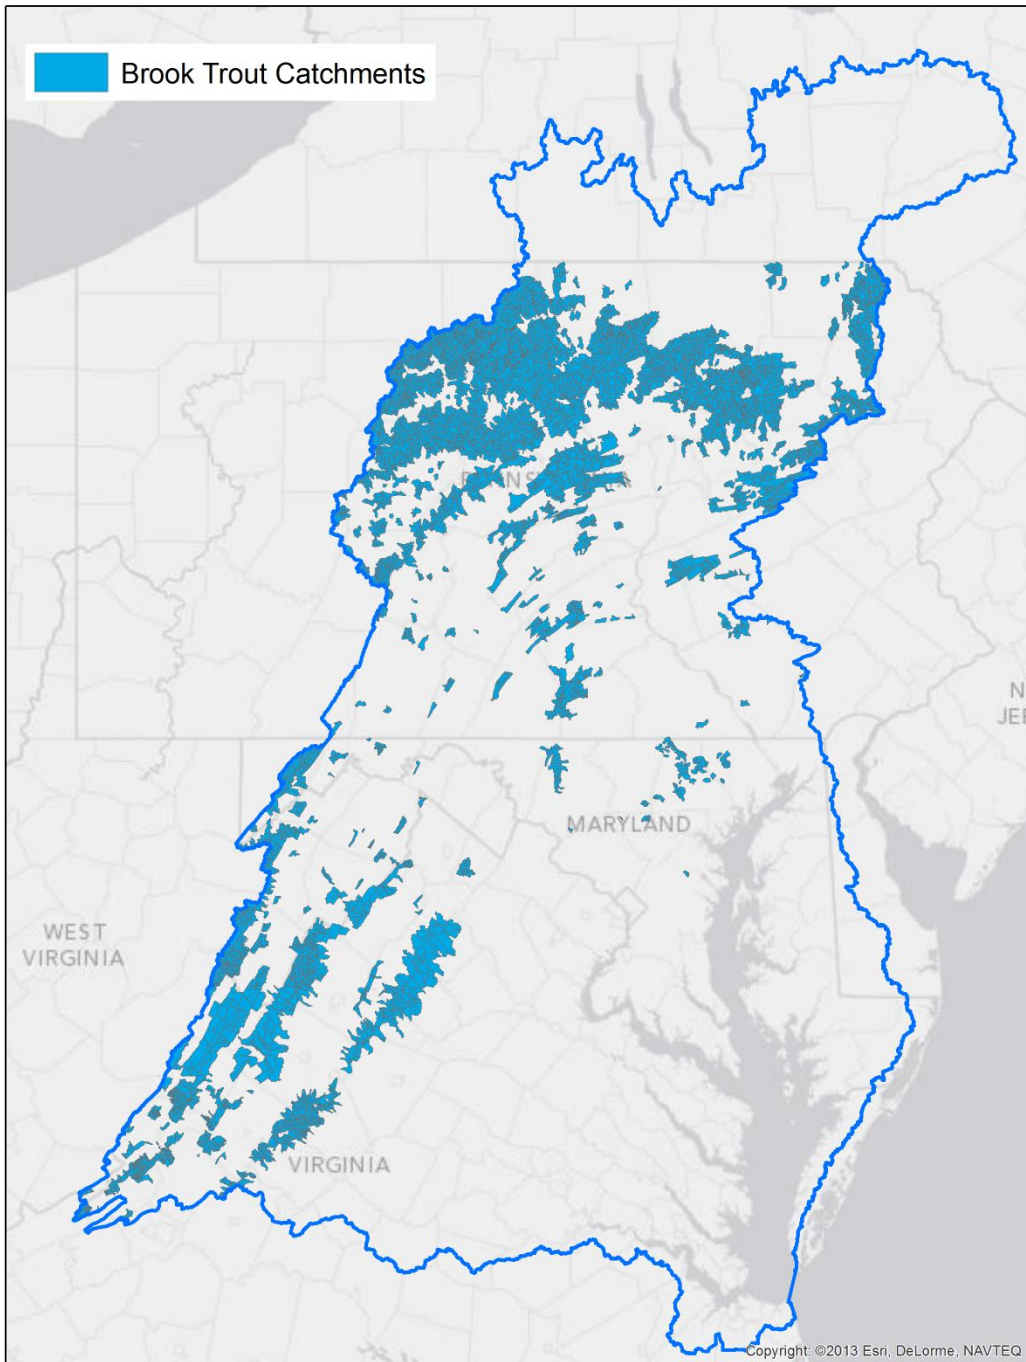 Brook Trout Catchments
MARYLAND
WEST
VIRGINIA
VIRGINIA
Copyright: ©2013 Esri, DeLorme, NAVTEQ